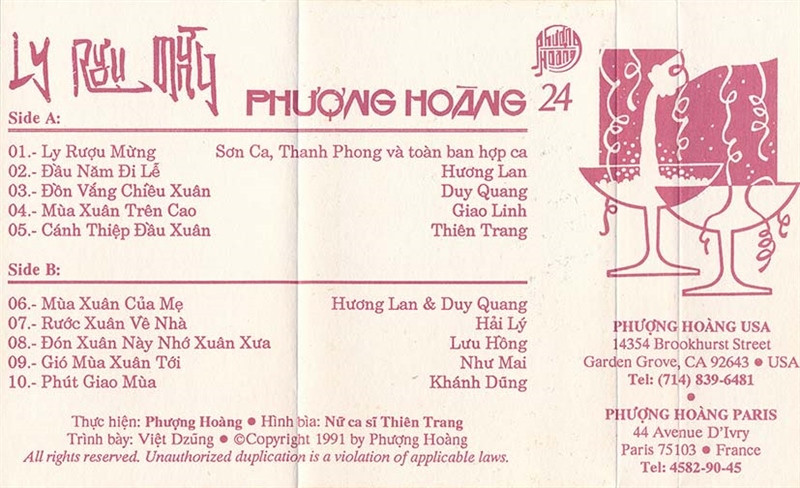 Ly Rượu Mừng
Phượng Hoàng
PHƯỢNG HOÀNG 24
Side A:
01.- Ly Rượu Mừng Sơn Ca, Thanh Phong và toàn ban hợp ca
02.- Đầu Năm Đi Lễ Hương Lan
03.- Đồn Vắng Chiều Xuân Duy Quang
04.- Mùa Xuân Trên Cao Giao Linh
05.- Cánh Thiệp Đầu Xuân Thiên Trang
Side B:
06.- Mùa Xuân Của Mẹ Hương Lan & Duy Quang
07.- Rước Xuân Về Nhà Hải Lý
08.- Đón Xuân Này Nhớ Xuân Xưa Lưu Hồng
09.- Gió Mùa Xuân Tới Như Mai
10.- Phút Giao Mùa Khánh Dũng
Thực hiện: Phượng Hoàng ● Hình bìa: Nữ ca sĩ Thiên Trang
Trình bày: Việt Dzũng ● ©Copyright 1991 by Phượng Hoàng
All rights reserved. Unauthorized duplication is a violation of applicable laws.
PHƯỢNG HOÀNG USA
14354 Brookhurst Street
Garden Grove, CA 92643 ● USA
Tel: (714) 839-6481
●
PHƯỢNG HOÀNG PARIS
44 Avenue D'Ivry
Paris 75103 ● France
Tel: 4582-90-45